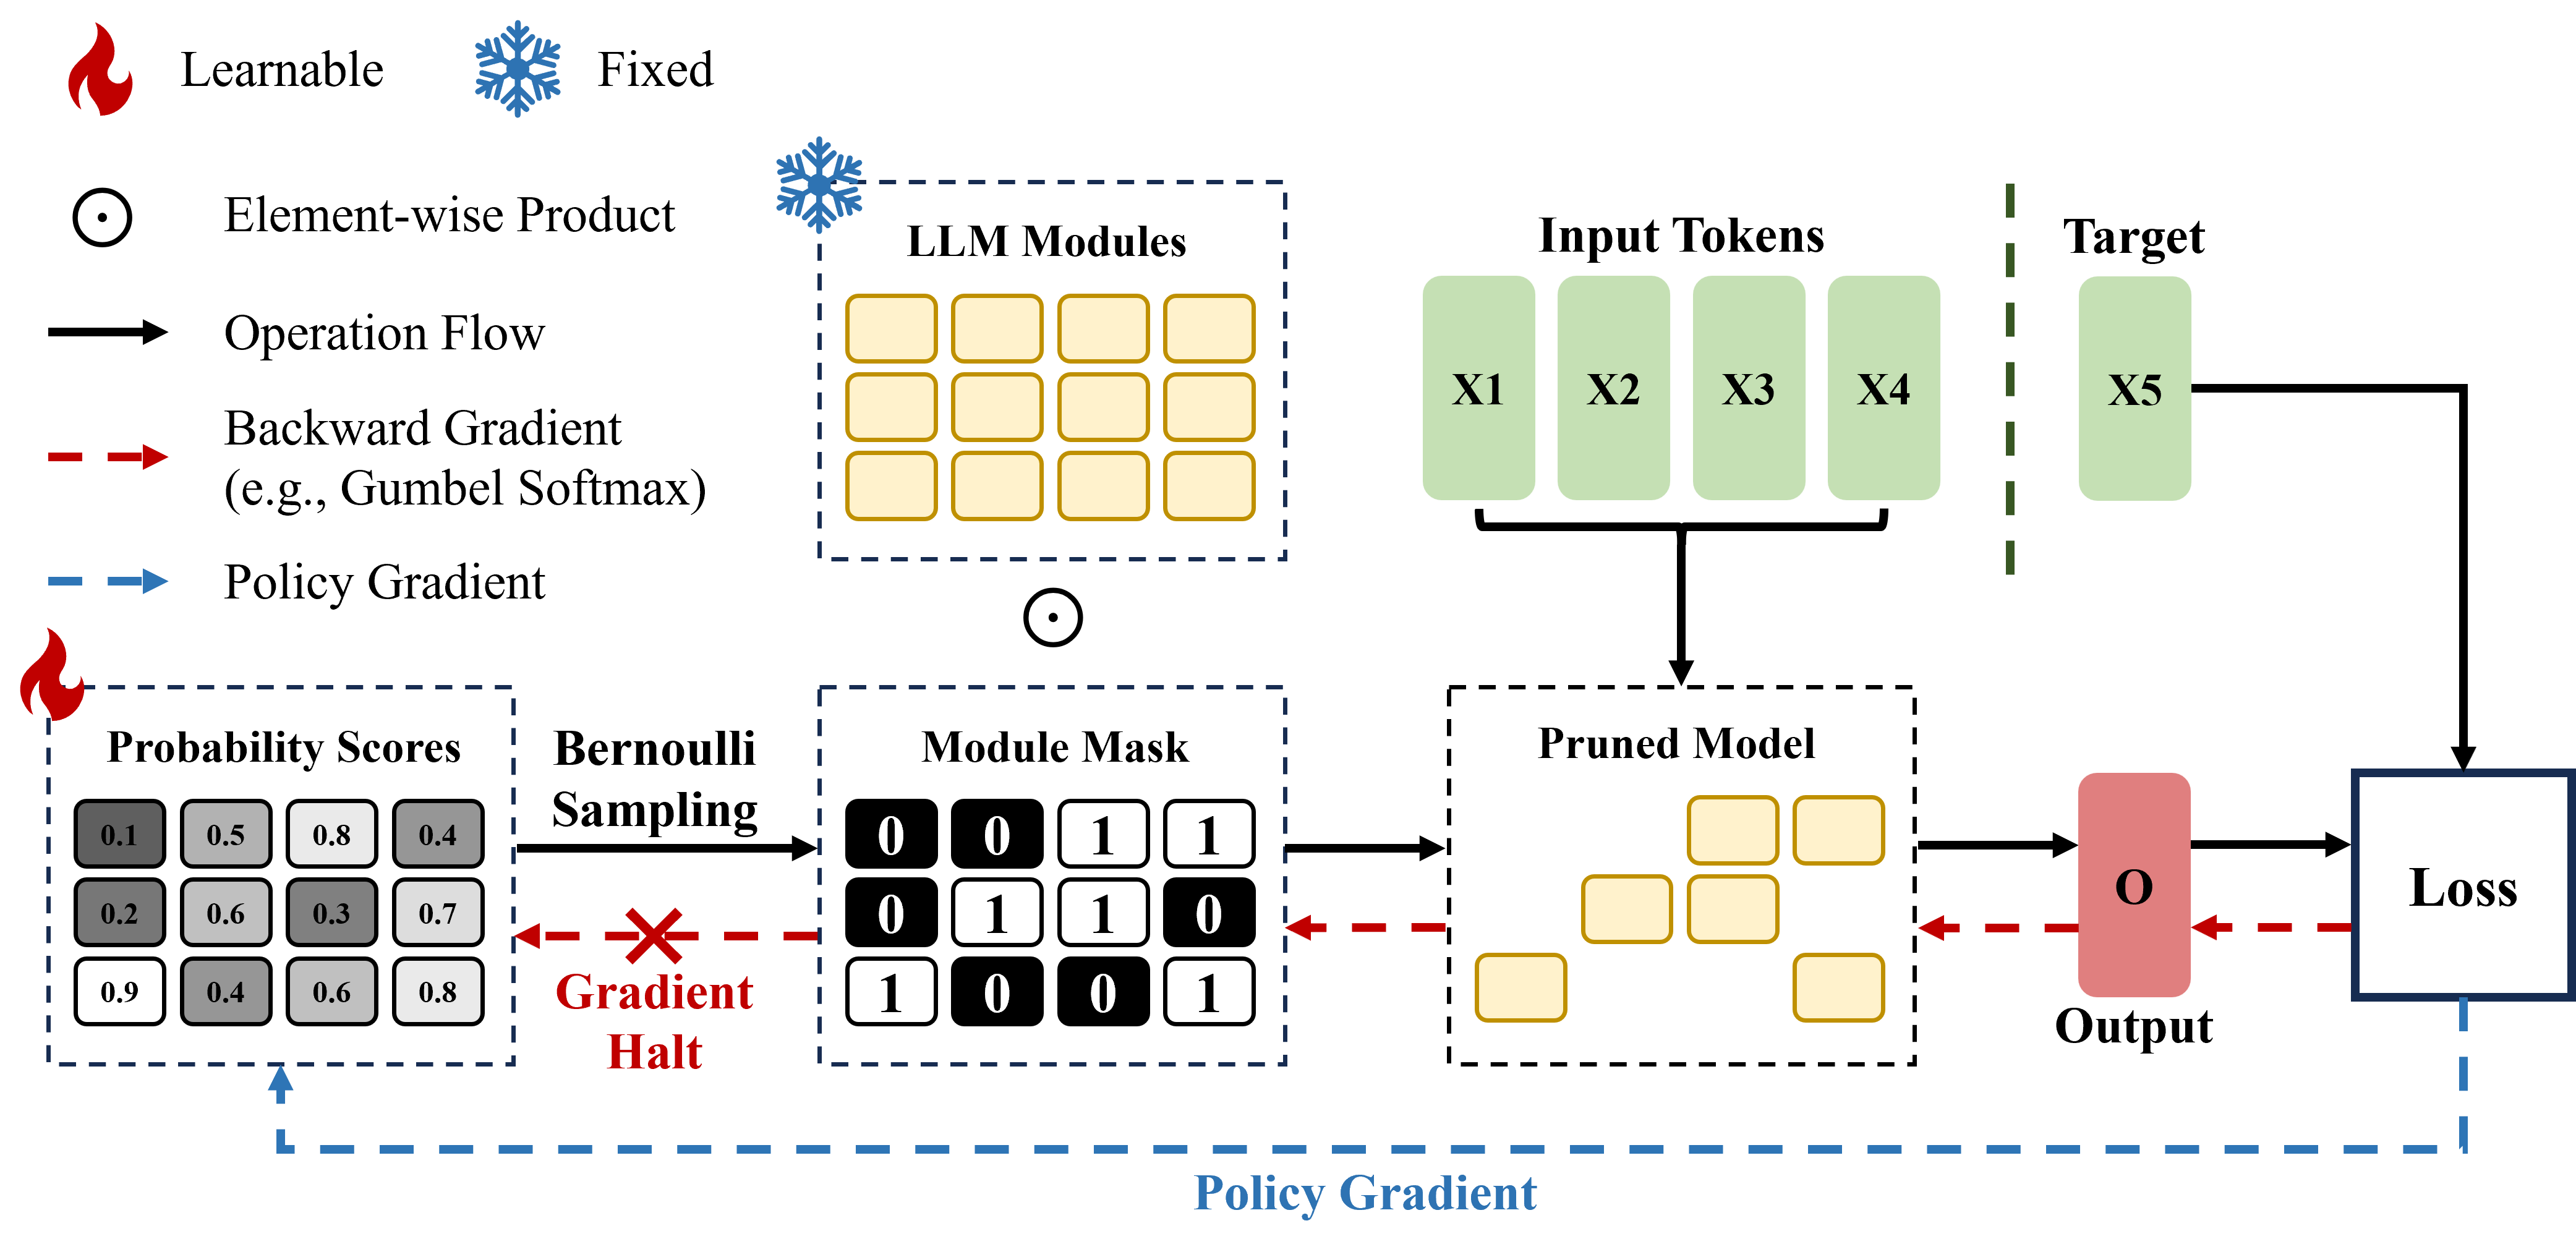 Learnable
Fixed
Element-wise Product
Operation Flow
Backward Gradient
(e.g., Gumbel Softmax)
Policy Gradient
LLM Modules
Input Tokens
X1 X2 X3 X4
Target
X5
Probability Scores
0.1 0.5 0.8 0.4
0.2 0.6 0.3 0.7
0.9 0.4 0.6 0.8
Bernoulli
Sampling
Gradient
Halt
Module Mask
0 0 1 1
0 1 1 0
1 0 0 1
Pruned Model
O
Output
Loss
Policy Gradient